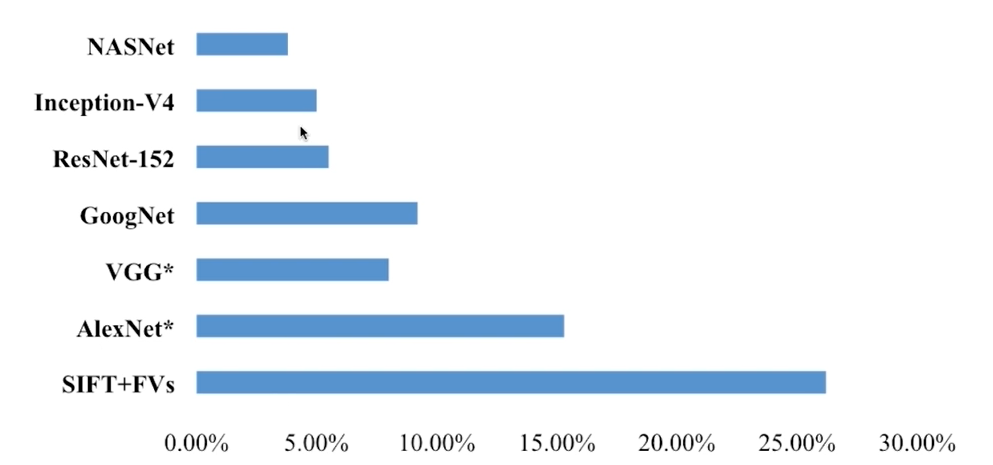 NASNet
Inception-V4
ResNet-152
GoogNet
VGG*
AlexNet*
SIFT+FVs
0.00% 5.00% 10.00% 15.00% 20.00% 25.00% 30.00%